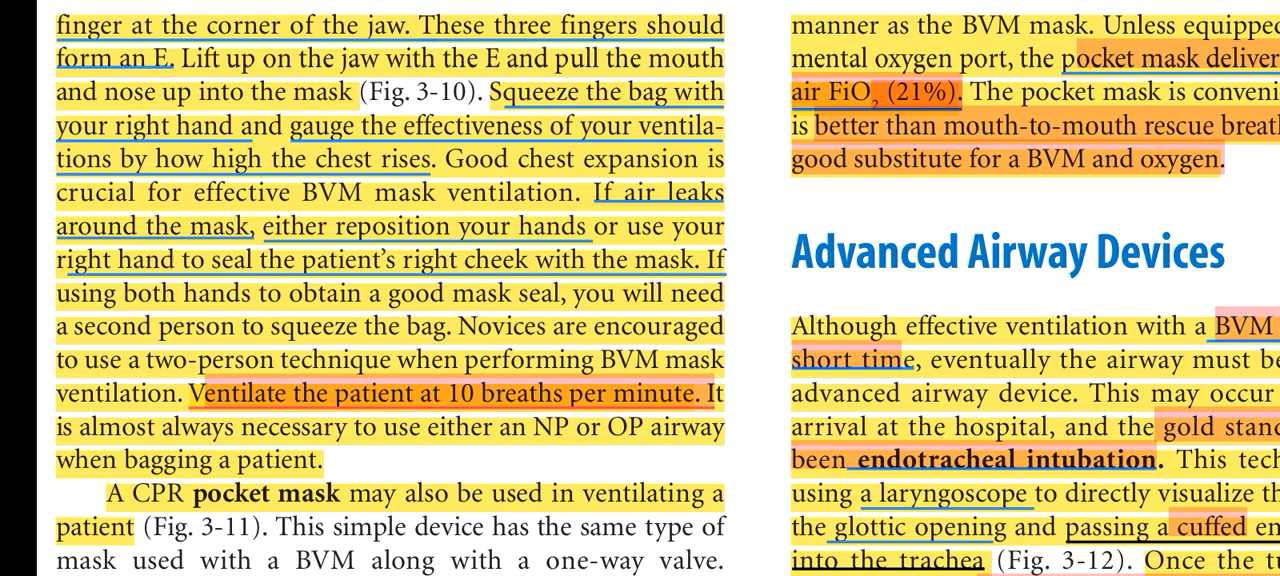 finger at the corner of the jaw. These three fingers should
form an E. Lift up on the jaw with the E and pull the mouth
and nose up into the mask (Fig. 3-10). Squeeze the bag with
your right hand and gauge the effectiveness of your ventila-
tions by how high the chest rises. Good chest expansion is
crucial for effective BVM mask ventilation. If air leaks
around the mask, either reposition your hands or use your
right hand to seal the patient's right cheek with the mask. If
using both hands to obtain a good mask seal, you will need
a second person to squeeze the bag. Novices are encouraged
to use a two-person technique when performing BVM mask
ventilation. Ventilate the patient at 10 breaths per minute. It
is almost always necessary to use either an NP or OP airway
when bagging a patient.
A CPR pocket mask may also be used in ventilating a
patient (Fig. 3-11). This simple device has the same type of
mask used with a BVM along with a one-way valve.
manner as the BVM mask. Unless equipped
mental oxygen port, the pocket mask deliver
air FiO₂ (21%). The pocket mask is conveni
is better than mouth-to-mouth rescue breat
good substitute for a BVM and oxygen.
Advanced Airway Devices
Although effective ventilation with a BVM
short time, eventually the airway must be
advanced airway device. This may occur
arrival at the hospital, and the gold stand
been endotracheal intubation. This tech
using a laryngoscope to directly visualize th
the glottic opening and passing a cuffed en
into the trachea (Fig. 3-12). Once the tu